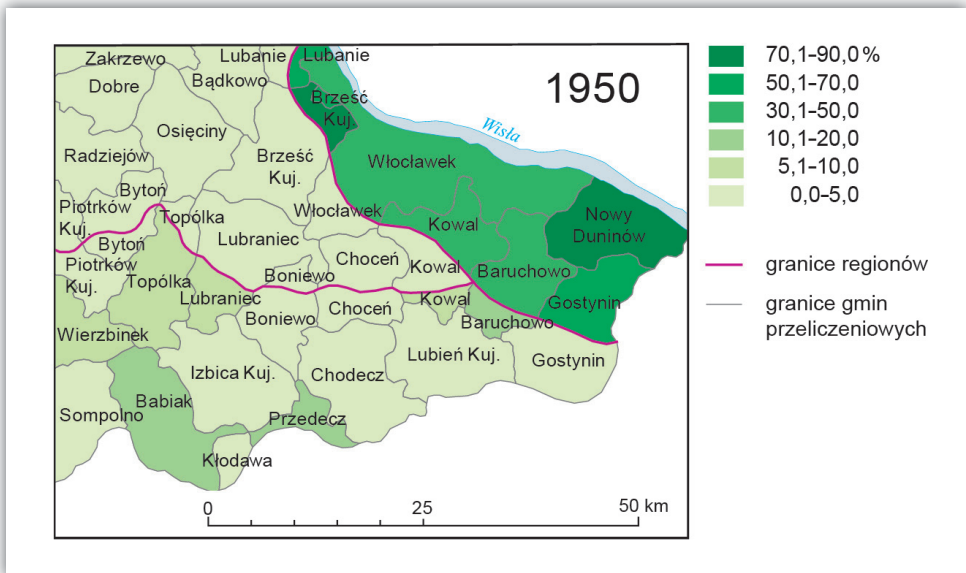 Zakrzewo
Lubanie
Lubanie
1950
Dobre
Bądkowo
Brześć
Kuj.
Osięciny
Wisła
Radziejów
Brześć
Kuj.
Włocławek
Bytoń
Piotrków
Kuj.
Topólka
Włocławek
Kowal
Nowy
Duninów
Bytoń
Lubraniec
Choceń
Kowal
Baruchowo
Piotrków
Kuj.
Topólka
Boniewo
Lubraniec
Kowal
Gostynin
Boniewo
Choceń
Baruchowo
Wierzbinek
Lubień Kuj.
Gostynin
Izbica Kuj.
Chodecz
Babiak
Sompolno
Przedecz
Kłodawa
0
25
50 km
70,1–90,0 %
50,1–70,0
30,1–50,0
10,1–20,0
5,1–10,0
0,0–5,0
granice regionów
granice gmin
przeliczeniowych